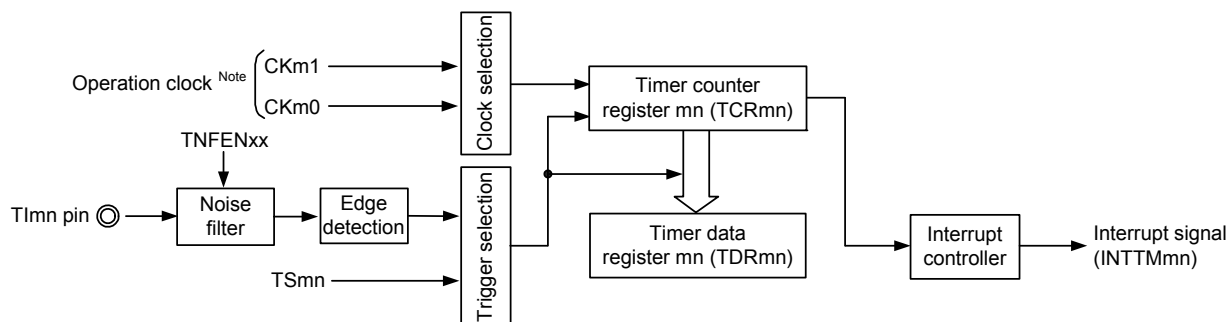 Operation clock Note
CKm1
CKm0
Clock selection
Timer counter
register mn (TCRmn)
TNFENxx
TImn pin
Noise
filter
Edge
detection
TSmn
Trigger selection
Timer data
register mn (TDRmn)
Interrupt
controller
Interrupt signal
(INTTMmn)